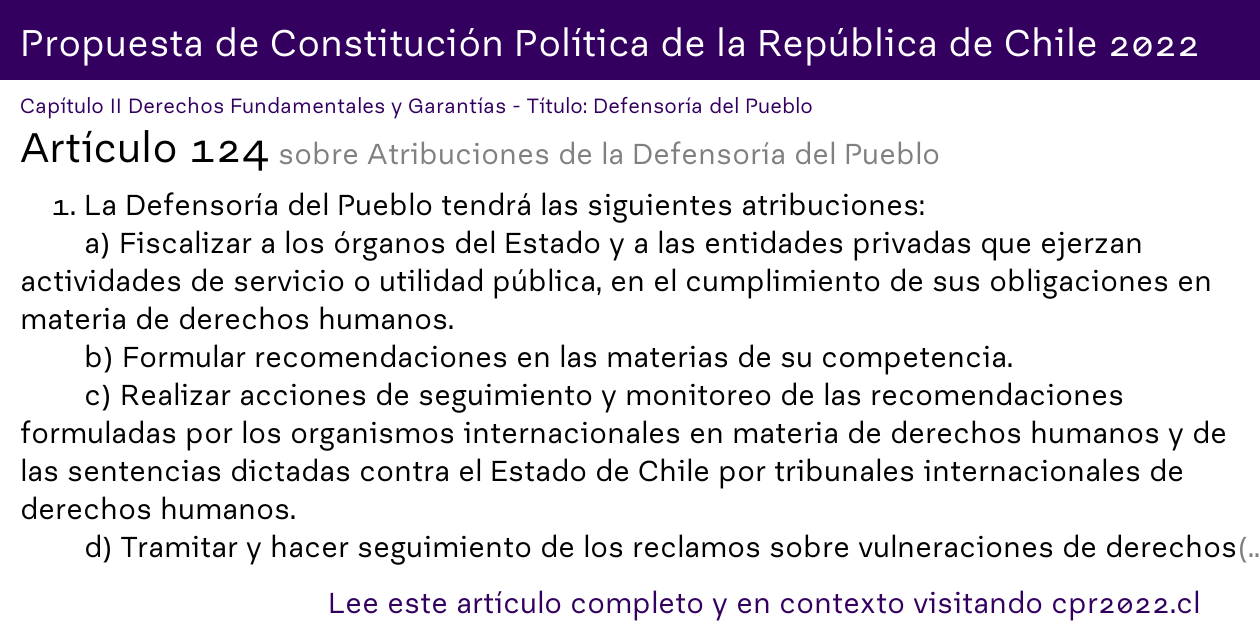 Propuesta de Constitución Política de la República de Chile 2022
Capítulo II Derechos Fundamentales y Garantías - Título: Defensoría del Pueblo
Artículo 124 sobre Atribuciones de la Defensoría del Pueblo
1. La Defensoría del Pueblo tendrá las siguientes atribuciones:
a) Fiscalizar a los órganos del Estado y a las entidades privadas que ejerzan
actividades de servicio o utilidad pública, en el cumplimiento de sus obligaciones en
materia de derechos humanos.
b) Formular recomendaciones en las materias de su competencia.
c) Realizar acciones de seguimiento y monitoreo de las recomendaciones
formuladas por los organismos internacionales en materia de derechos humanos y de
las sentencias dictadas contra el Estado de Chile por tribunales internacionales de
derechos humanos.
d) Tramitar y hacer seguimiento de los reclamos sobre vulneraciones de derechos(..
Lee este artículo completo y en contexto visitando cpr2022.cl